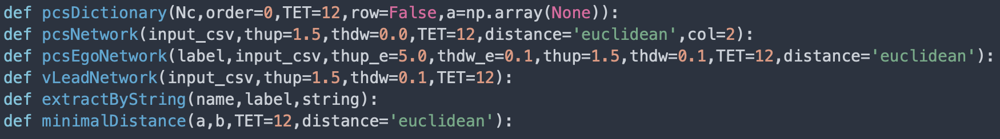 def pcsDictionary(Nc,order=0,TET=12,row=False,a=np.array(None)):
def pcsNetwork(input_csv,thup=1.5,thdw=0.0,TET=12,distance='euclidean',col=2):
def pcsEgoNetwork(label,input_csv,thup_e=5.0,thdw_e=0.1,thup=1.5,thdw=0.1,TET=12,distance='euclidean'):
def vLeadNetwork(input_csv,thup=1.5,thdw=0.1,TET=12):
def extractByString(name,label,string):
def minimalDistance(a,b,TET=12,distance='euclidean'):